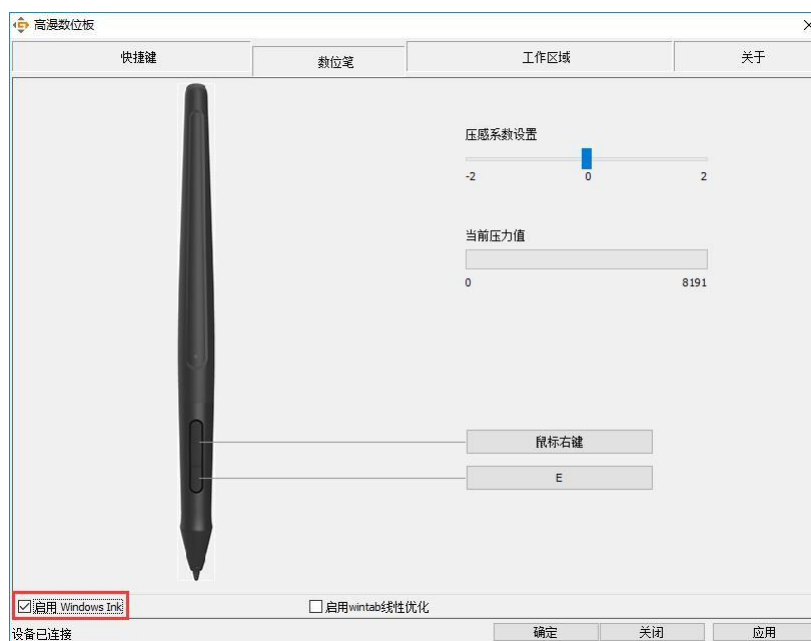 高漫数位板
快捷键 数位笔 工作区域 关于
压感系数设置
-2 0 2
当前压力值
0 8191
鼠标右键
E
启用 Windows Ink 启用wintab线性优化
设备已连接 确定 关闭 应用